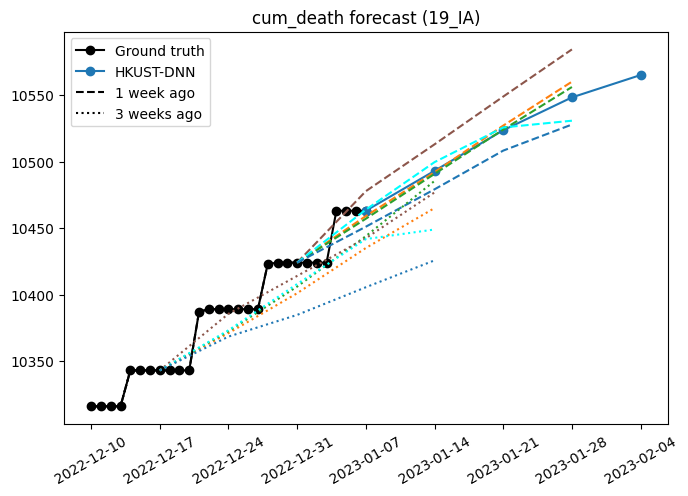 cum_death forecast (19_IA)
Ground truth
HKUST-DNN
1 week ago
3 weeks ago
10550
10500
10450
10400
10350
2022-12-10
2022-12-17
2022-12-24
2022-12-31
2023-01-07
2023-01-14
2023-01-21
2023-01-28
2023-02-04